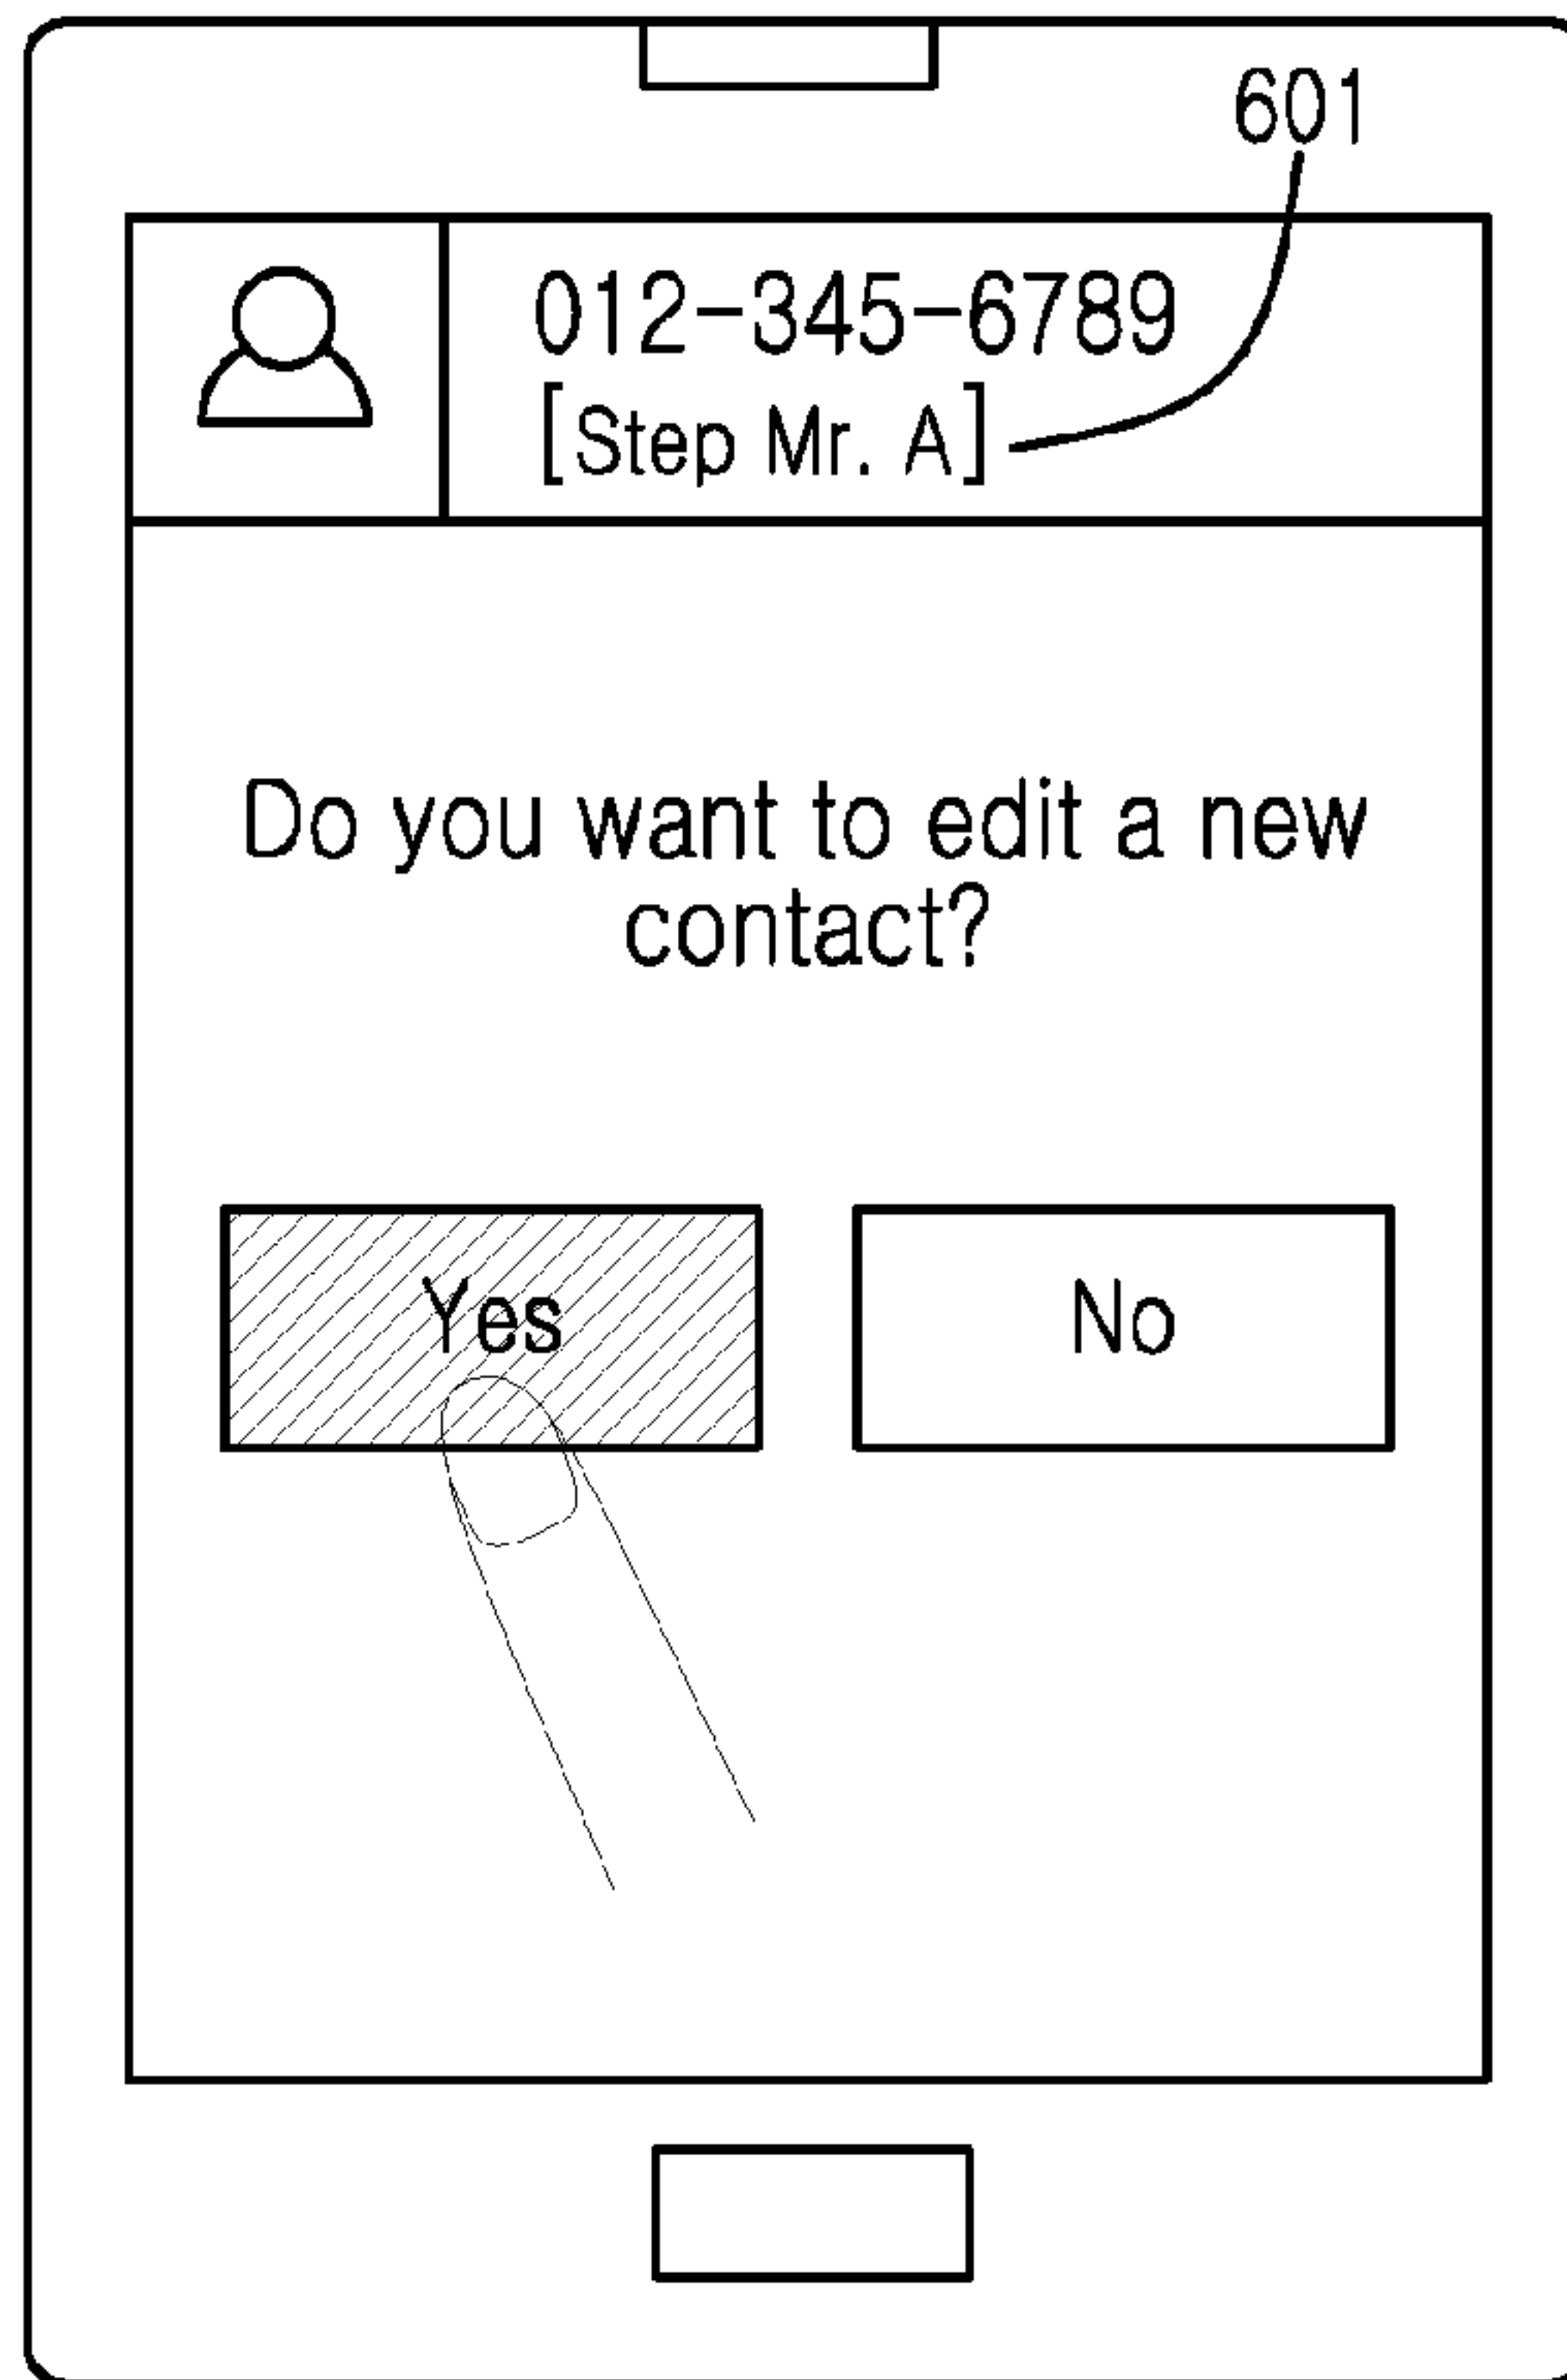 601
012-345-6789
[Step Mr. A]
Do you want to edit a new
contact?
Yes
No